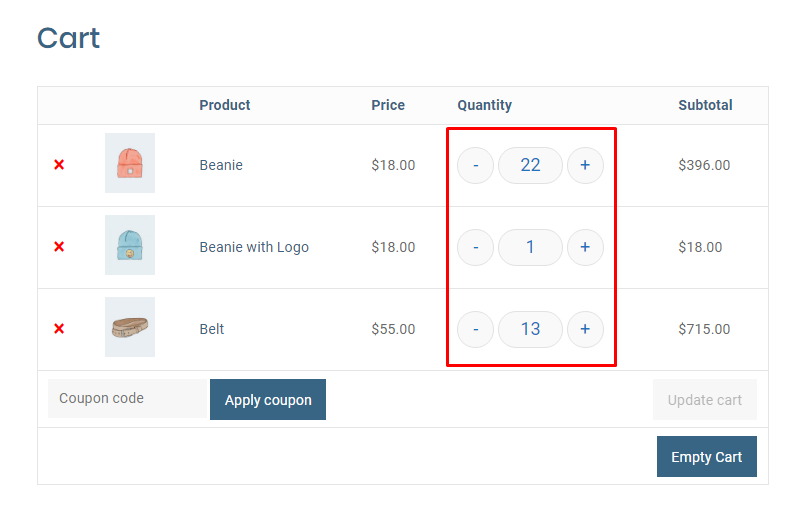 Cart
Product Price Quantity Subtotal
× Beanie $18.00 - 22 + $396.00
× Beanie with Logo $18.00 - 1 + $18.00
× Belt $55.00 - 13 + $715.00
Coupon code Apply coupon Update cart
Empty Cart